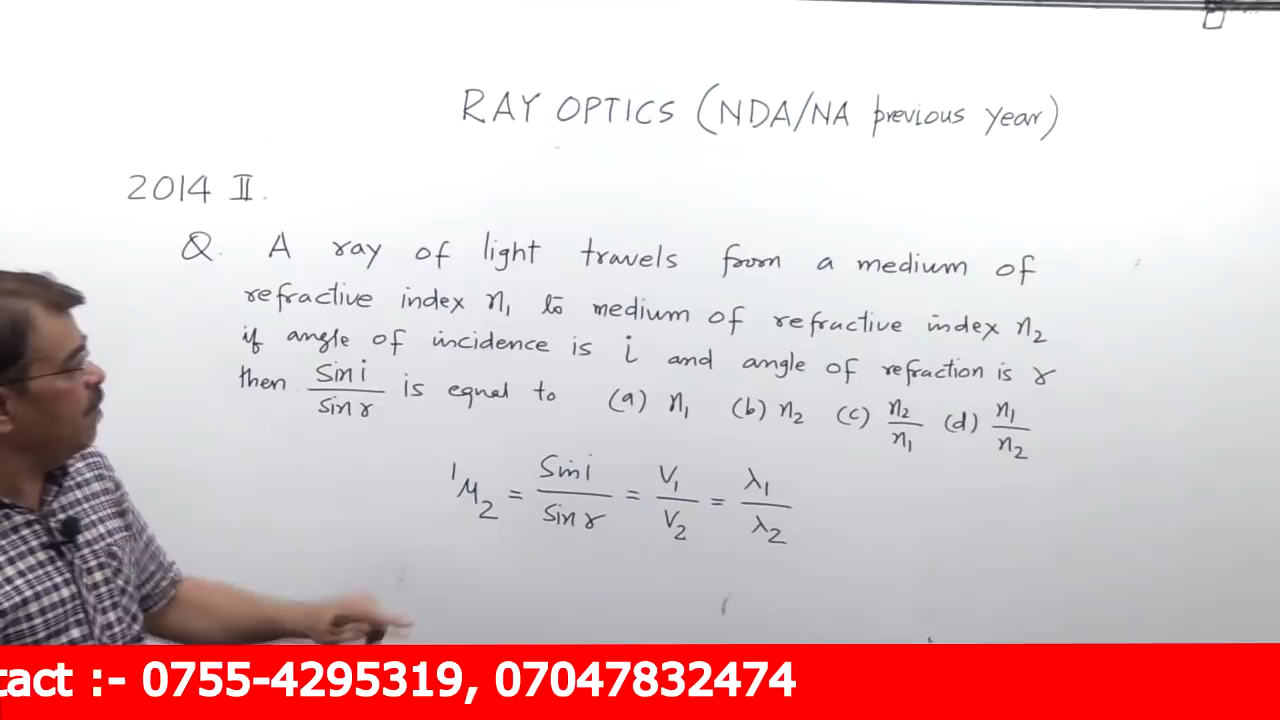 RAY OPTICS (NDA/NA previous year)
2014 II.
Q. A ray of light travels from a medium of
refractive index n₁ to medium of refractive index n₂
if angle of incidence is i and angle of refraction is r
then Sin i / Sin r is equal to (a) n₁ (b) n₂ (c) n₂/n₁ (d) n₁/n₂
¹μ₂ = Sin i / Sin r = V₁/V₂ = λ₁/λ₂
tact :- 0755-4295319, 07047832474